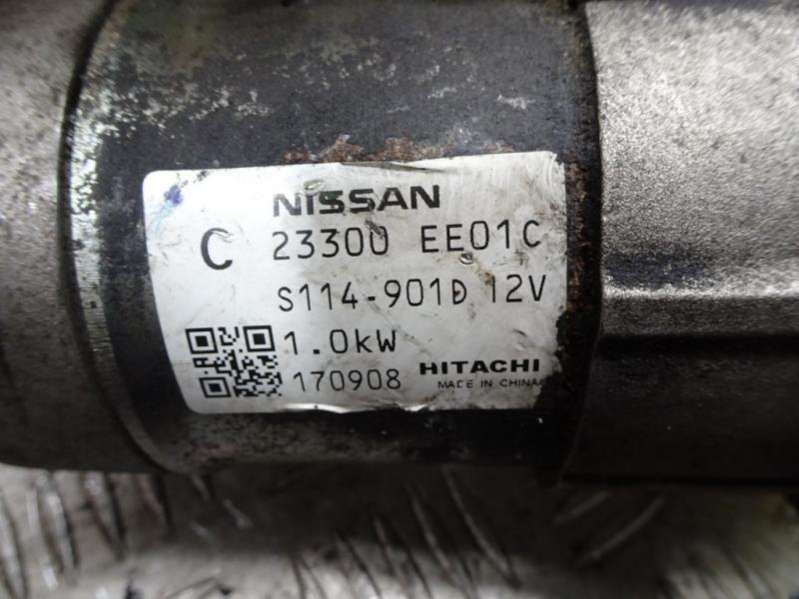 NISSAN
C 23300 EE01C
S114-901D 12V
1.0kW
170908 HITACHI
MADE IN CHINA